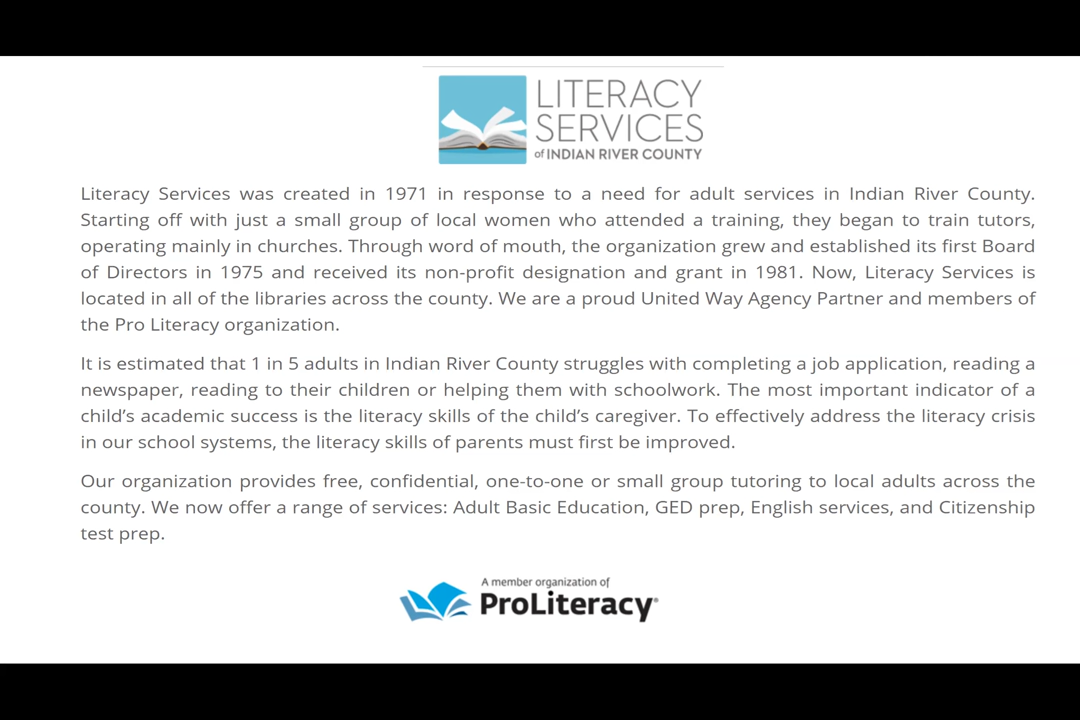 LITERACY
SERVICES
of INDIAN RIVER COUNTY
Literacy Services was created in 1971 in response to a need for adult services in Indian River County.
Starting off with just a small group of local women who attended a training, they began to train tutors,
operating mainly in churches. Through word of mouth, the organization grew and established its first Board
of Directors in 1975 and received its non-profit designation and grant in 1981. Now, Literacy Services is
located in all of the libraries across the county. We are a proud United Way Agency Partner and members of
the Pro Literacy organization.
It is estimated that 1 in 5 adults in Indian River County struggles with completing a job application, reading a
newspaper, reading to their children or helping them with schoolwork. The most important indicator of a
child’s academic success is the literacy skills of the child’s caregiver. To effectively address the literacy crisis
in our school systems, the literacy skills of parents must first be improved.
Our organization provides free, confidential, one-to-one or small group tutoring to local adults across the
county. We now offer a range of services: Adult Basic Education, GED prep, English services, and Citizenship
test prep.
A member organization of
ProLiteracy®